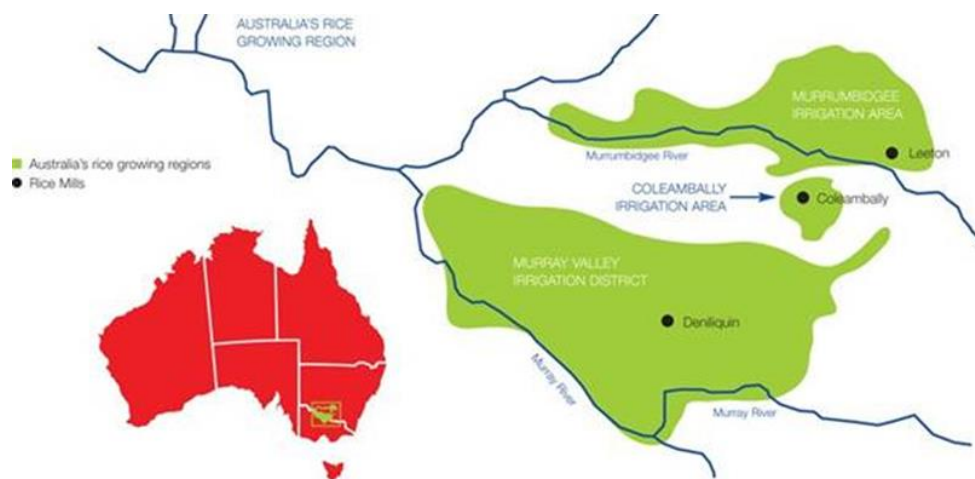 AUSTRALIA'S RICE
GROWING REGION
MURRUMBIDGEE
IRRIGATION AREA
Murrumbidgee River
Leeton
Australia's rice growing regions
Rice Mills
COLEAMBALLY
IRRIGATION AREA
Coleambally
MURRAY VALLEY
IRRIGATION DISTRICT
Deniliquin
Murray River
Murray River